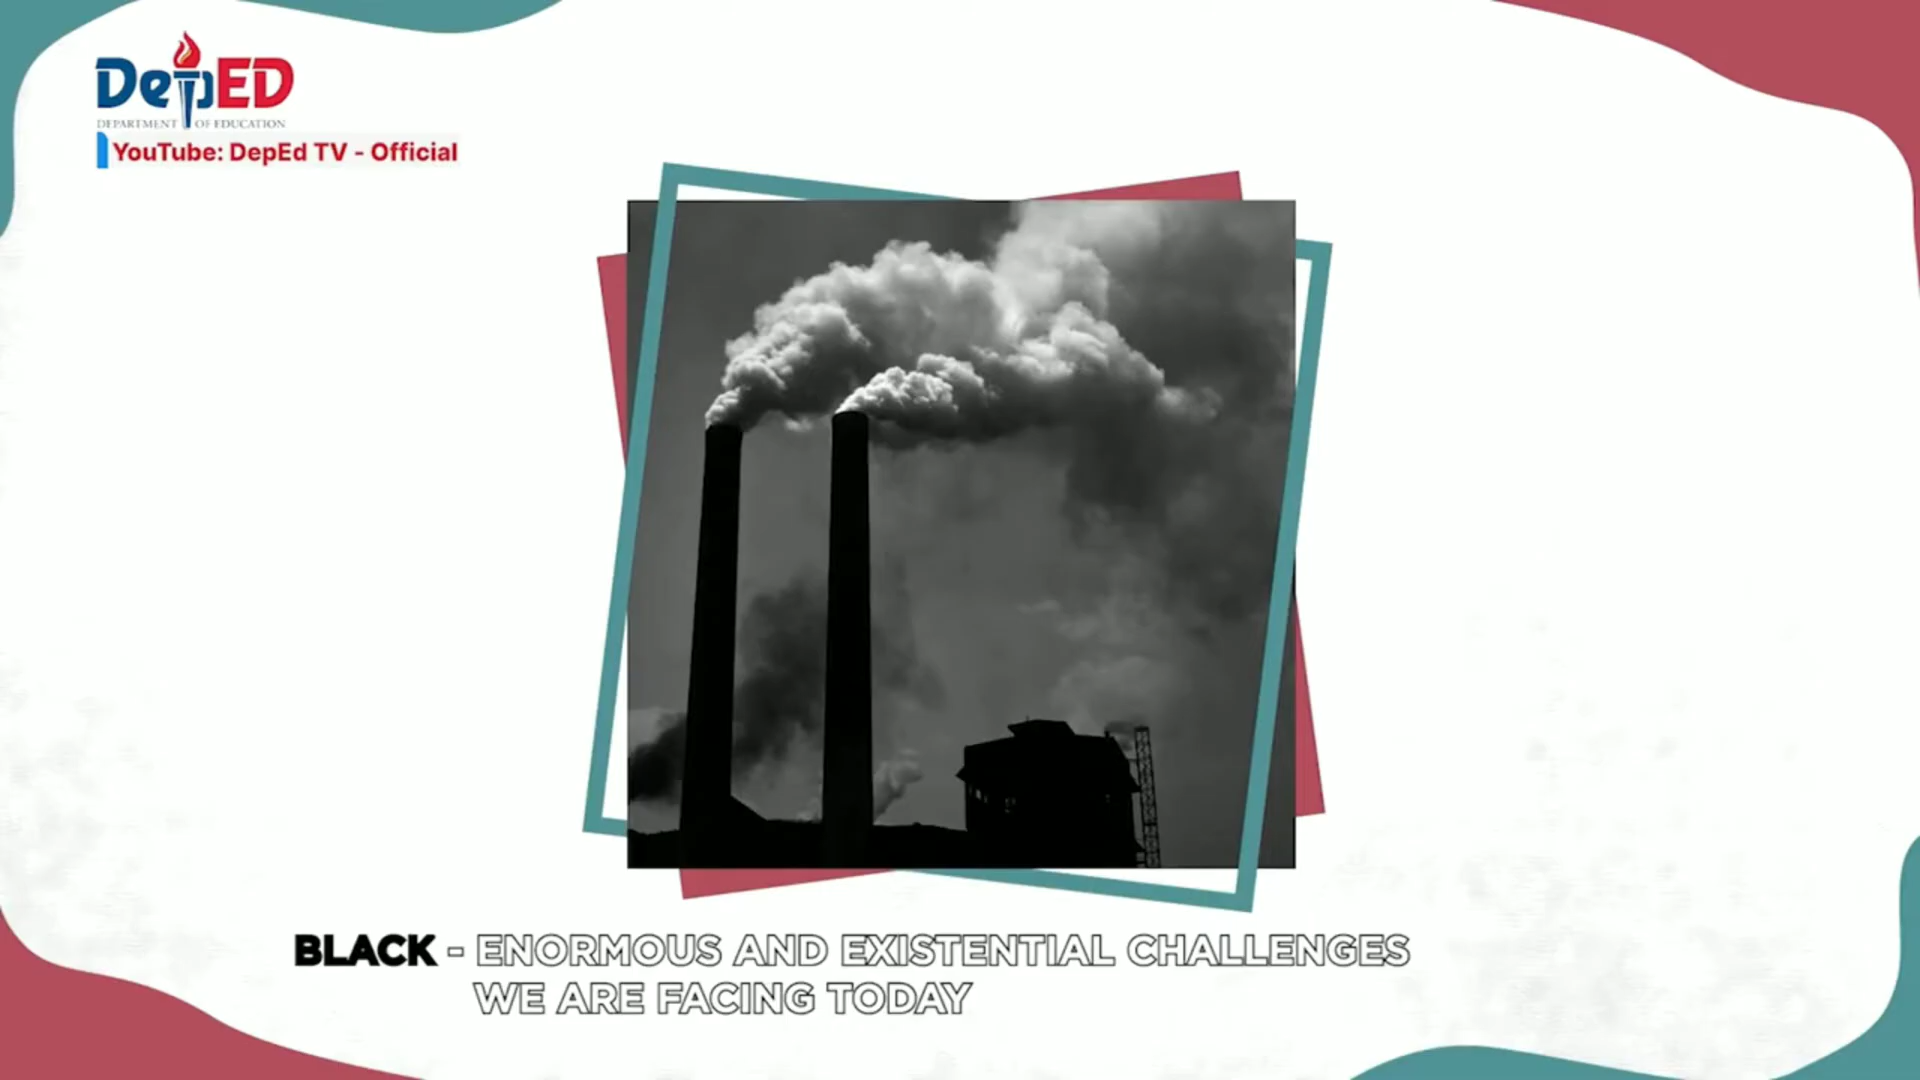 DepED
DEPARTMENT OF EDUCATION
YouTube: DepEd TV - Official
BLACK - ENORMOUS AND EXISTENTIAL CHALLENGES
WE ARE FACING TODAY